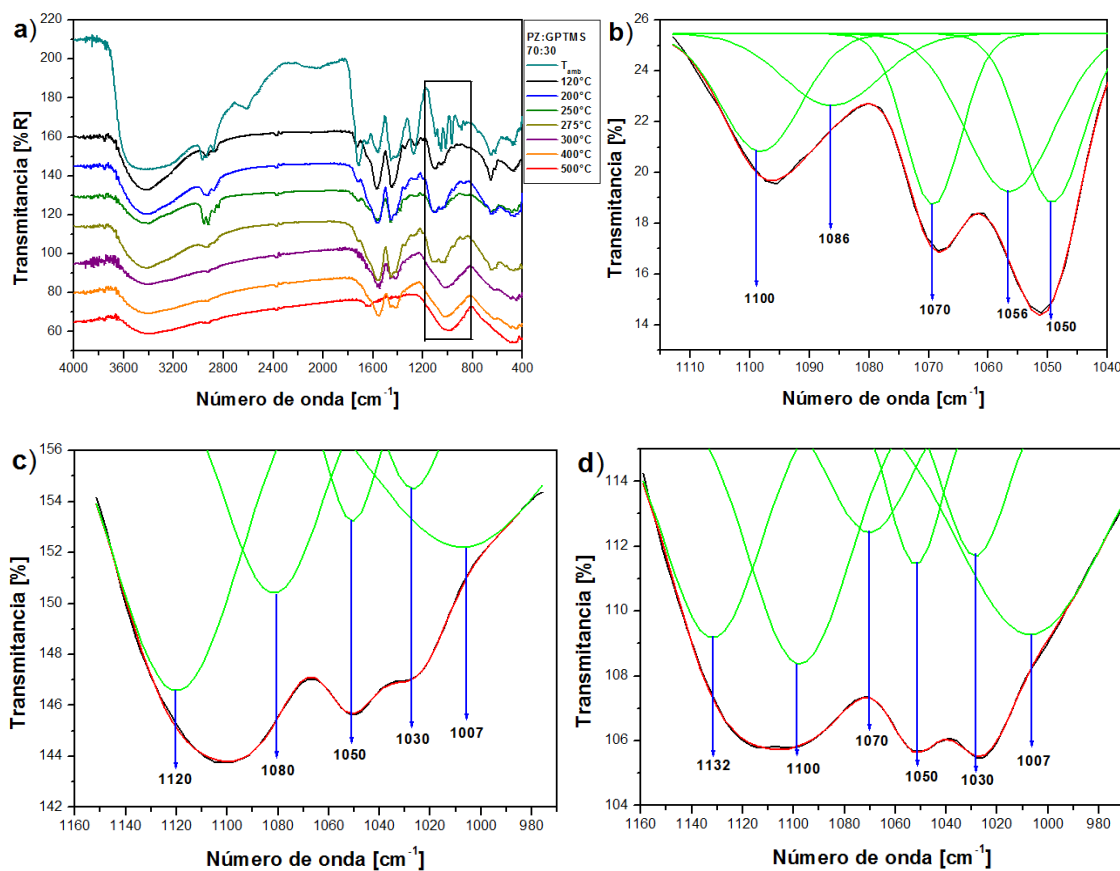 a)
PZ:GPTMS
70:30
T_amb
120°C
200°C
250°C
275°C
300°C
400°C
500°C
Transmitancia [%R]
220
200
180
160
140
120
100
80
60
4000 3600 3200 2800 2400 2000 1600 1200 800 400
Número de onda [cm⁻¹]
b)
Transmitancia [%]
26
24
22
20
18
16
14
1100
1086
1070
1056
1050
1110 1100 1090 1080 1070 1060 1050 1040
Número de onda [cm⁻¹]
c)
Transmitancia [%]
156
154
152
150
148
146
144
142
1120
1080
1050
1030
1007
1160 1140 1120 1100 1080 1060 1040 1020 1000 980
Número de onda [cm⁻¹]
d)
Transmitancia [%]
114
112
110
108
106
104
1132
1100
1070
1050
1030
1007
1160 1140 1120 1100 1080 1060 1040 1020 1000 980
Número de onda [cm⁻¹]